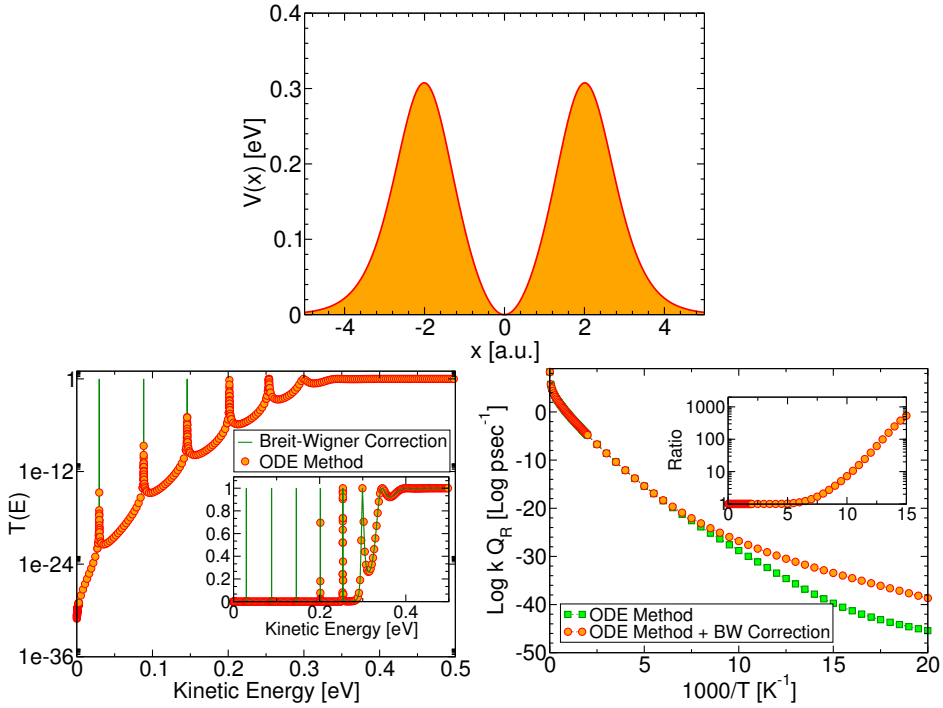 0.4
0.3
0.2
0.1
0
V(x) [eV]
-4 -2 0 2 4
x [a.u.]
1
1e-12
1e-24
1e-36
T(E)
0 0.1 0.2 0.3 0.4 0.5
Kinetic Energy [eV]
Breit-Wigner Correction
ODE Method
1
0.8
0.6
0.4
0.2
0
0 0.2 0.4
Kinetic Energy [eV]
0
-10
-20
-30
-40
-50
Log k Q_R [Log psec^-1]
0 5 10 15 20
1000/T [K^-1]
1000
100
10
1
Ratio
0 5 10 15
ODE Method
ODE Method + BW Correction